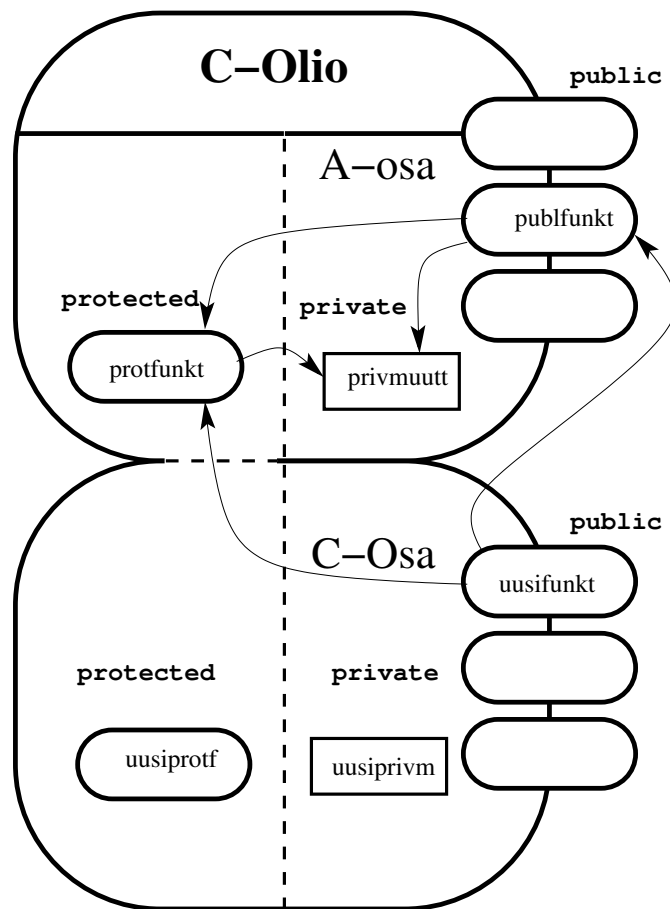 C–Olio
public
A–osa
publfunkt
protected
private
protfunkt
privmuutt
public
C–Osa
uusifunkt
protected
private
uusiprotf
uusiprivm